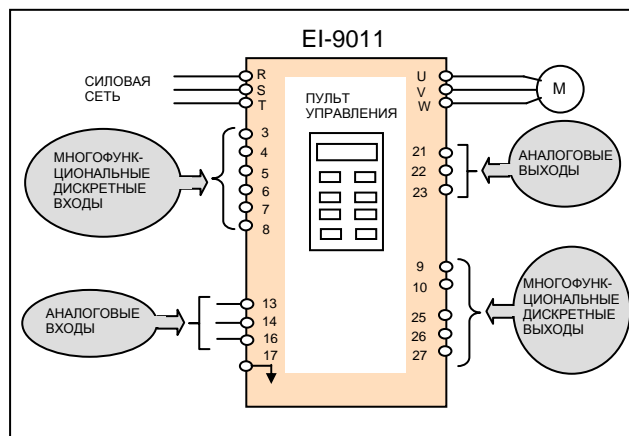 EI-9011
СИЛОВАЯ
СЕТЬ
R
S
T
ПУЛЬТ
УПРАВЛЕНИЯ
U
V
W
М
МНОГОФУНК-
ЦИОНАЛЬНЫЕ
ДИСКРЕТНЫЕ
ВХОДЫ
3
4
5
6
7
8
21
22
23
АНАЛОГОВЫЕ
ВЫХОДЫ
АНАЛОГОВЫЕ
ВХОДЫ
13
14
16
17
9
10
25
26
27
МНОГОФУНК-
ЦИОНАЛЬНЫЕ
ДИСКРЕТНЫЕ
ВЫХОДЫ